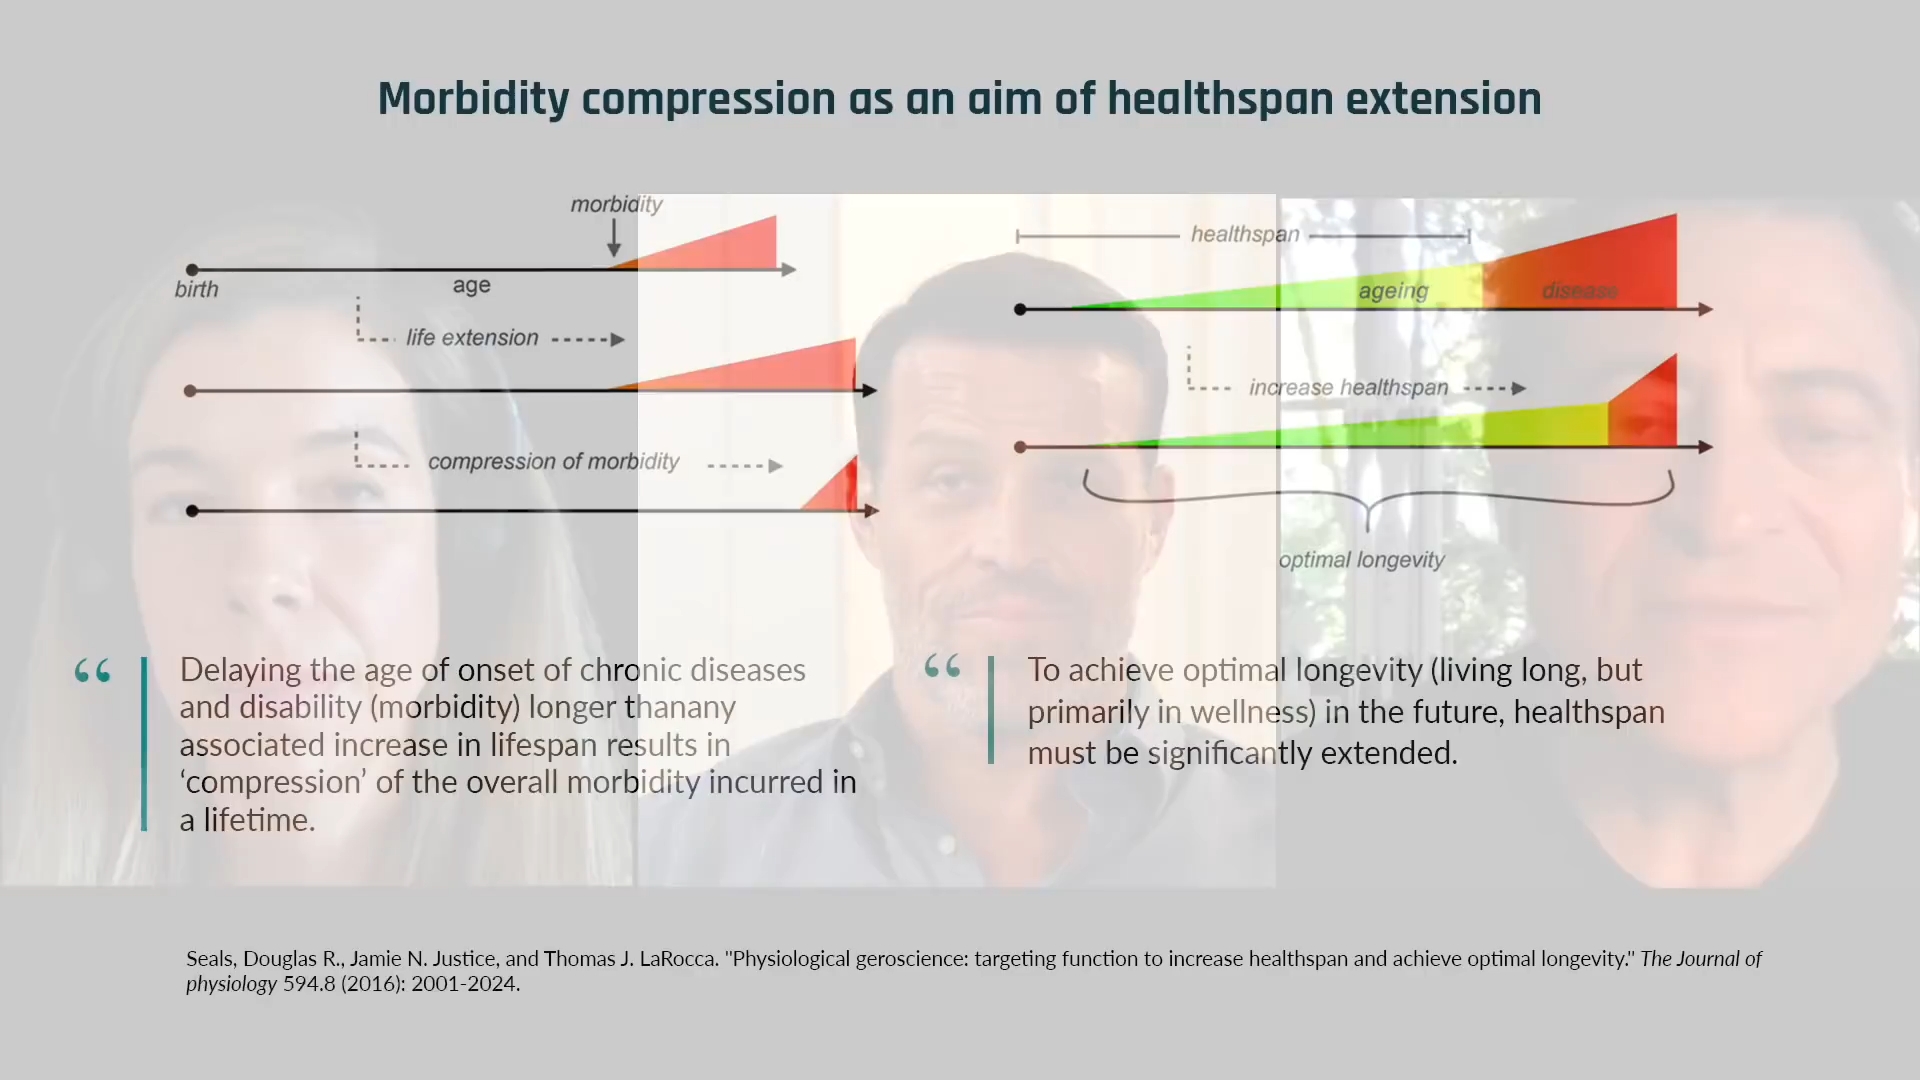 Morbidity compression as an aim of healthspan extension
morbidity
birth
age
life extension
compression of morbidity
healthspan
ageing
disease
increase healthspan
optimal longevity
“
Delaying the age of onset of chronic diseases
and disability (morbidity) longer thanany
associated increase in lifespan results in
‘compression’ of the overall morbidity incurred in
a lifetime.
“
To achieve optimal longevity (living long, but
primarily in wellness) in the future, healthspan
must be significantly extended.
Seals, Douglas R., Jamie N. Justice, and Thomas J. LaRocca. "Physiological geroscience: targeting function to increase healthspan and achieve optimal longevity." The Journal of
physiology 594.8 (2016): 2001-2024.